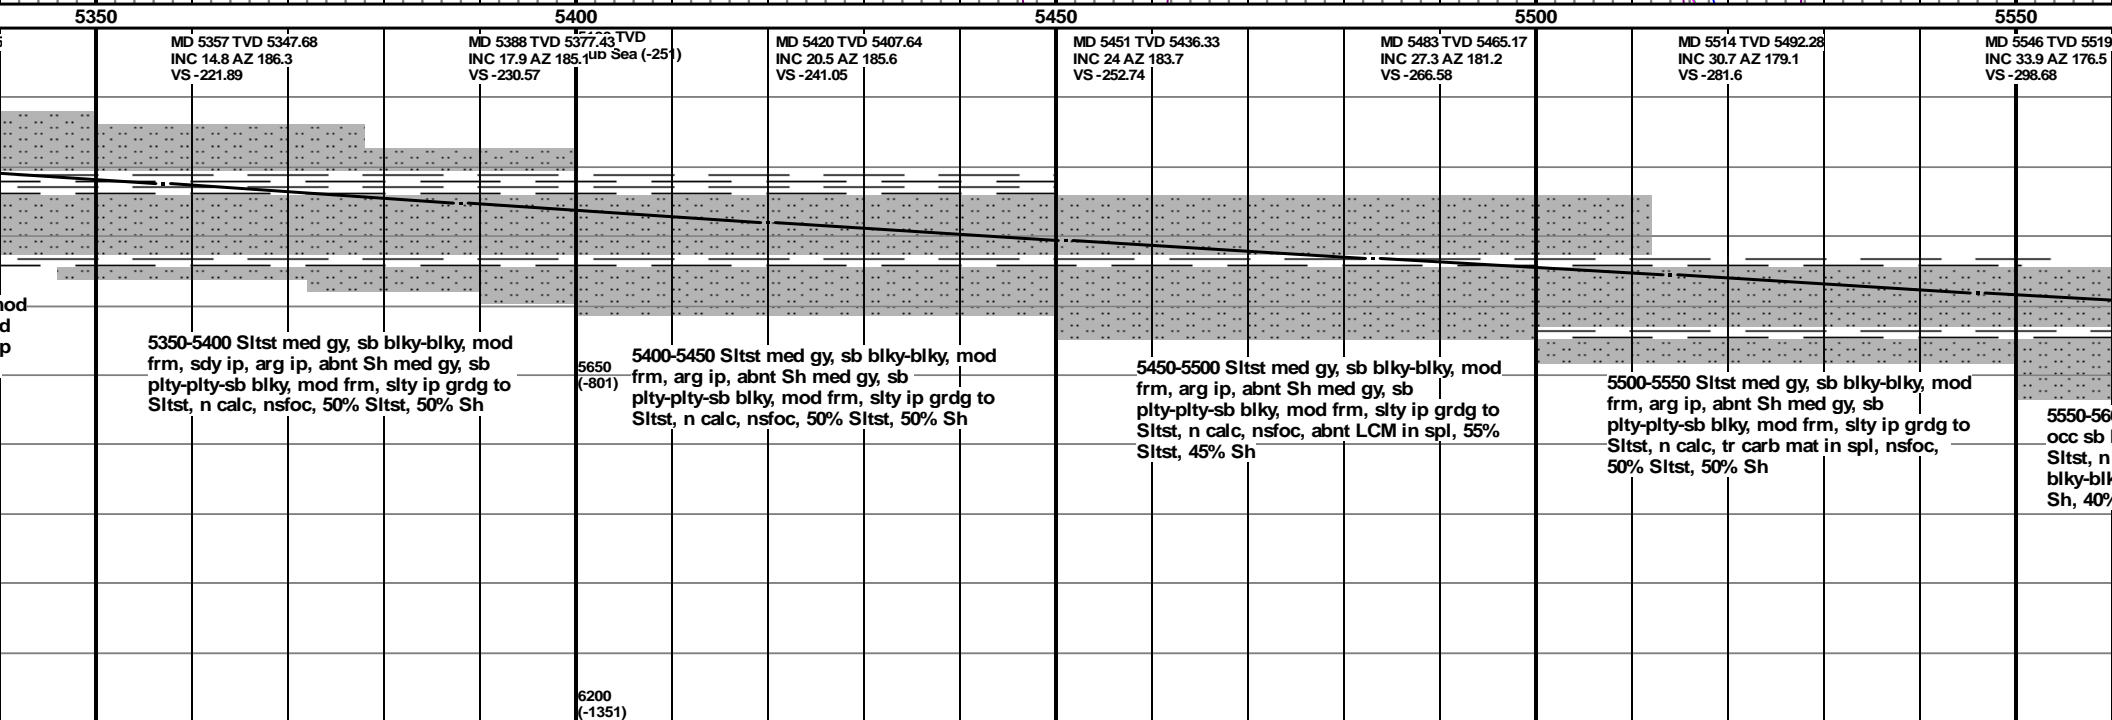 5350
5400
5450
5500
5550
MD 5357 TVD 5347.68
INC 14.8 AZ 186.3
VS -221.89
MD 5388 TVD 5377.43
INC 17.9 AZ 185.1
VS -230.57
TVD
ub Sea (-251)
MD 5420 TVD 5407.64
INC 20.5 AZ 185.6
VS -241.05
MD 5451 TVD 5436.33
INC 24 AZ 183.7
VS -252.74
MD 5483 TVD 5465.17
INC 27.3 AZ 181.2
VS -266.58
MD 5514 TVD 5492.28
INC 30.7 AZ 179.1
VS -281.6
MD 5546 TVD 5519
INC 33.9 AZ 176.5
VS -298.68
nod
d
p
5350-5400 Sltst med gy, sb blky-blky, mod
frm, sdy ip, arg ip, abnt Sh med gy, sb
plty-plty-sb blky, mod frm, slty ip grdg to
Sltst, n calc, nsfoc, 50% Sltst, 50% Sh
5650
(-801)
5400-5450 Sltst med gy, sb blky-blky, mod
frm, arg ip, abnt Sh med gy, sb
plty-plty-sb blky, mod frm, slty ip grdg to
Sltst, n calc, nsfoc, 50% Sltst, 50% Sh
5450-5500 Sltst med gy, sb blky-blky, mod
frm, arg ip, abnt Sh med gy, sb
plty-plty-sb blky, mod frm, slty ip grdg to
Sltst, n calc, nsfoc, abnt LCM in spl, 55%
Sltst, 45% Sh
5500-5550 Sltst med gy, sb blky-blky, mod
frm, arg ip, abnt Sh med gy, sb
plty-plty-sb blky, mod frm, slty ip grdg to
Sltst, n calc, tr carb mat in spl, nsfoc,
50% Sltst, 50% Sh
5550-560
occ sb
Sltst, n
blky-blk
Sh, 40%
6200
(-1351)